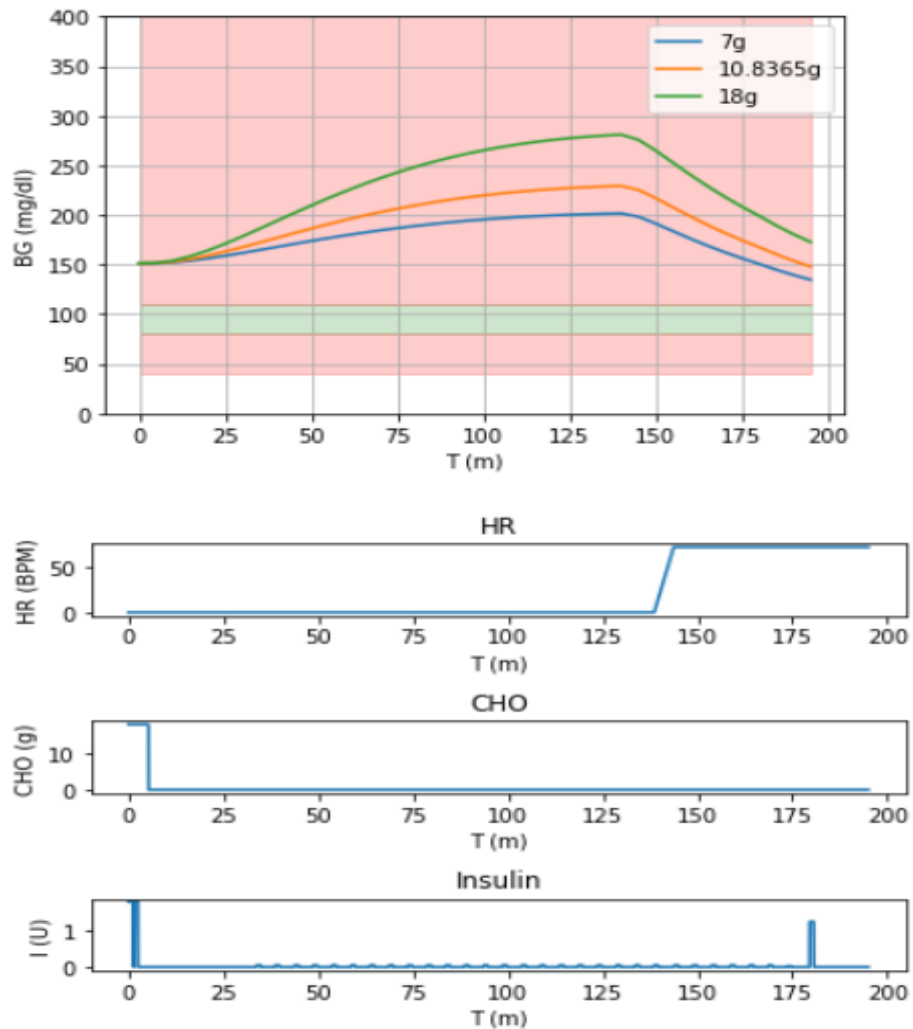 400
350
300
250
200
150
100
50
0
BG (mg/dl)
7g
10.8365g
18g
0 25 50 75 100 125 150 175 200
T (m)
HR
HR (BPM)
50
0
0 25 50 75 100 125 150 175 200
T (m)
CHO
CHO (g)
10
0
0 25 50 75 100 125 150 175 200
T (m)
Insulin
I (U)
1
0
0 25 50 75 100 125 150 175 200
T (m)